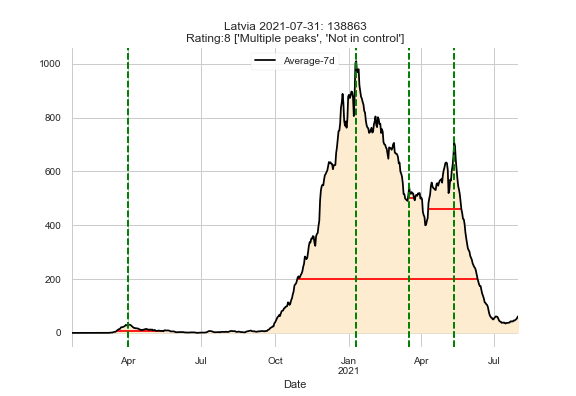 Latvia 2021-07-31: 138863
Rating:8 ['Multiple peaks', 'Not in control']
Average-7d
1000
800
600
400
200
0
Apr Jul Oct Jan Apr Jul
2021
Date